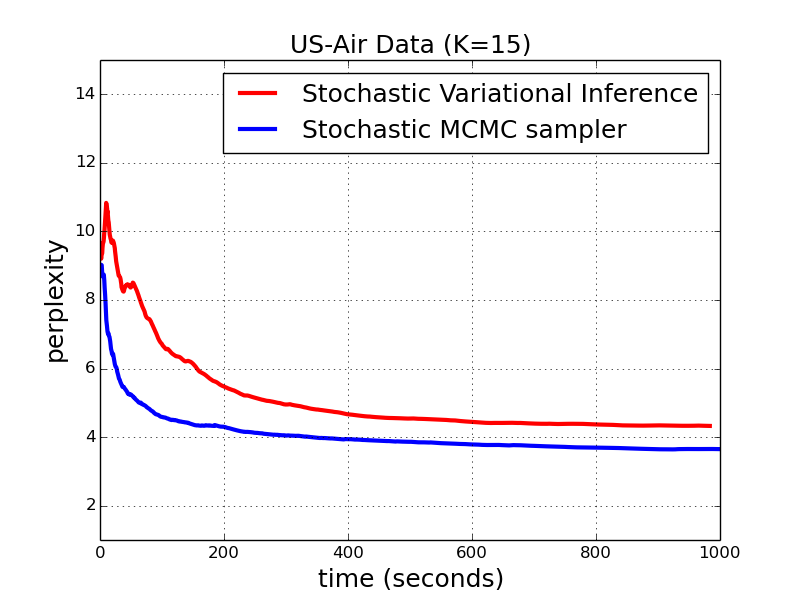 US-Air Data (K=15)
Stochastic Variational Inference
Stochastic MCMC sampler
perplexity
14
12
10
8
6
4
2
0 200 400 600 800 1000
time (seconds)